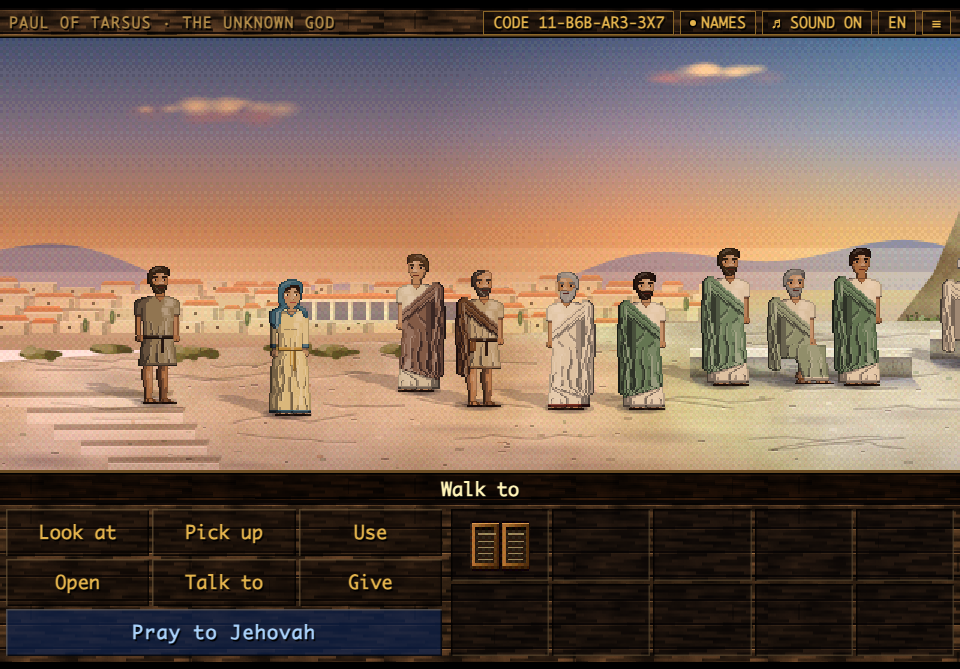 PAUL OF TARSUS · THE UNKNOWN GOD
CODE 11-B6B-AR3-3X7
• NAMES
♬ SOUND ON
EN
≡
Walk to
Look at
Pick up
Use
Open
Talk to
Give
Pray to Jehovah